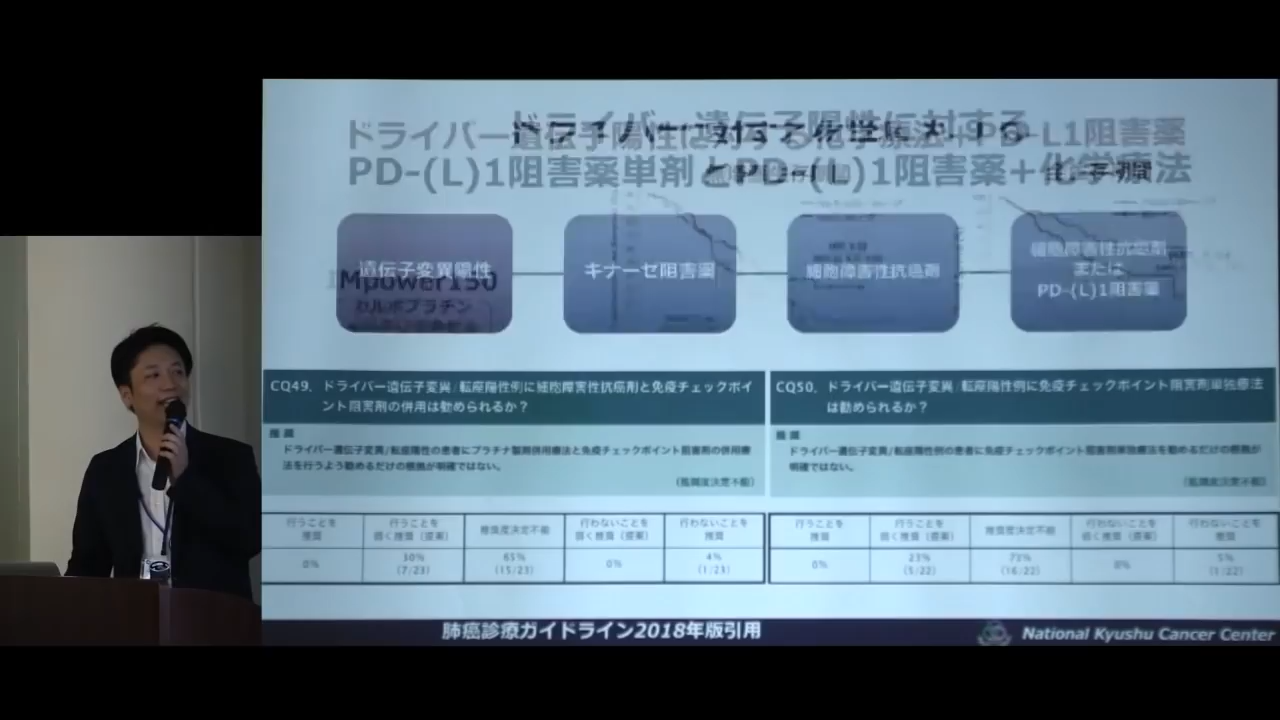 ドライバー遺伝子陽性に対する
PD-(L)1阻害薬単剤とPD-(L)1阻害薬+化学療法
遺伝子変異陽性
キナーゼ阻害薬
細胞障害性抗癌剤
細胞障害性抗癌剤
または
PD-(L)1阻害薬
IMpower150
カルボプラチン
CQ49. ドライバー遺伝子変異/転座陽性例に細胞障害性抗癌剤と免疫チェックポイ
ント阻害剤の併用は勧められるか?
推奨
ドライバー遺伝子変異/転座陽性の患者にプラチナ製剤併用療法と免疫チェックポイント阻害剤の併用療
法を行うよう勧めるだけの根拠が明確ではない。
(推奨度決定不能)
行うことを
推奨
行うことを
弱く推奨(提案)
推奨度決定不能
行わないことを
弱く推奨(提案)
行わないことを
推奨
0%
30%
(7/23)
65%
(15/23)
0%
4%
(1/23)
CQ50. ドライバー遺伝子変異/転座陽性例に免疫チェックポイント阻害剤単独療法
は勧められるか?
推奨
ドライバー遺伝子変異/転座陽性例の患者に免疫チェックポイント阻害剤単独療法を勧めるだけの根拠が
明確ではない。
(推奨度決定不能)
行うことを
推奨
行うことを
弱く推奨(提案)
推奨度決定不能
行わないことを
弱く推奨(提案)
行わないことを
推奨
0%
23%
(5/22)
73%
(16/22)
0%
5%
(1/22)
肺癌診療ガイドライン2018年版引用
National Kyushu Cancer Center